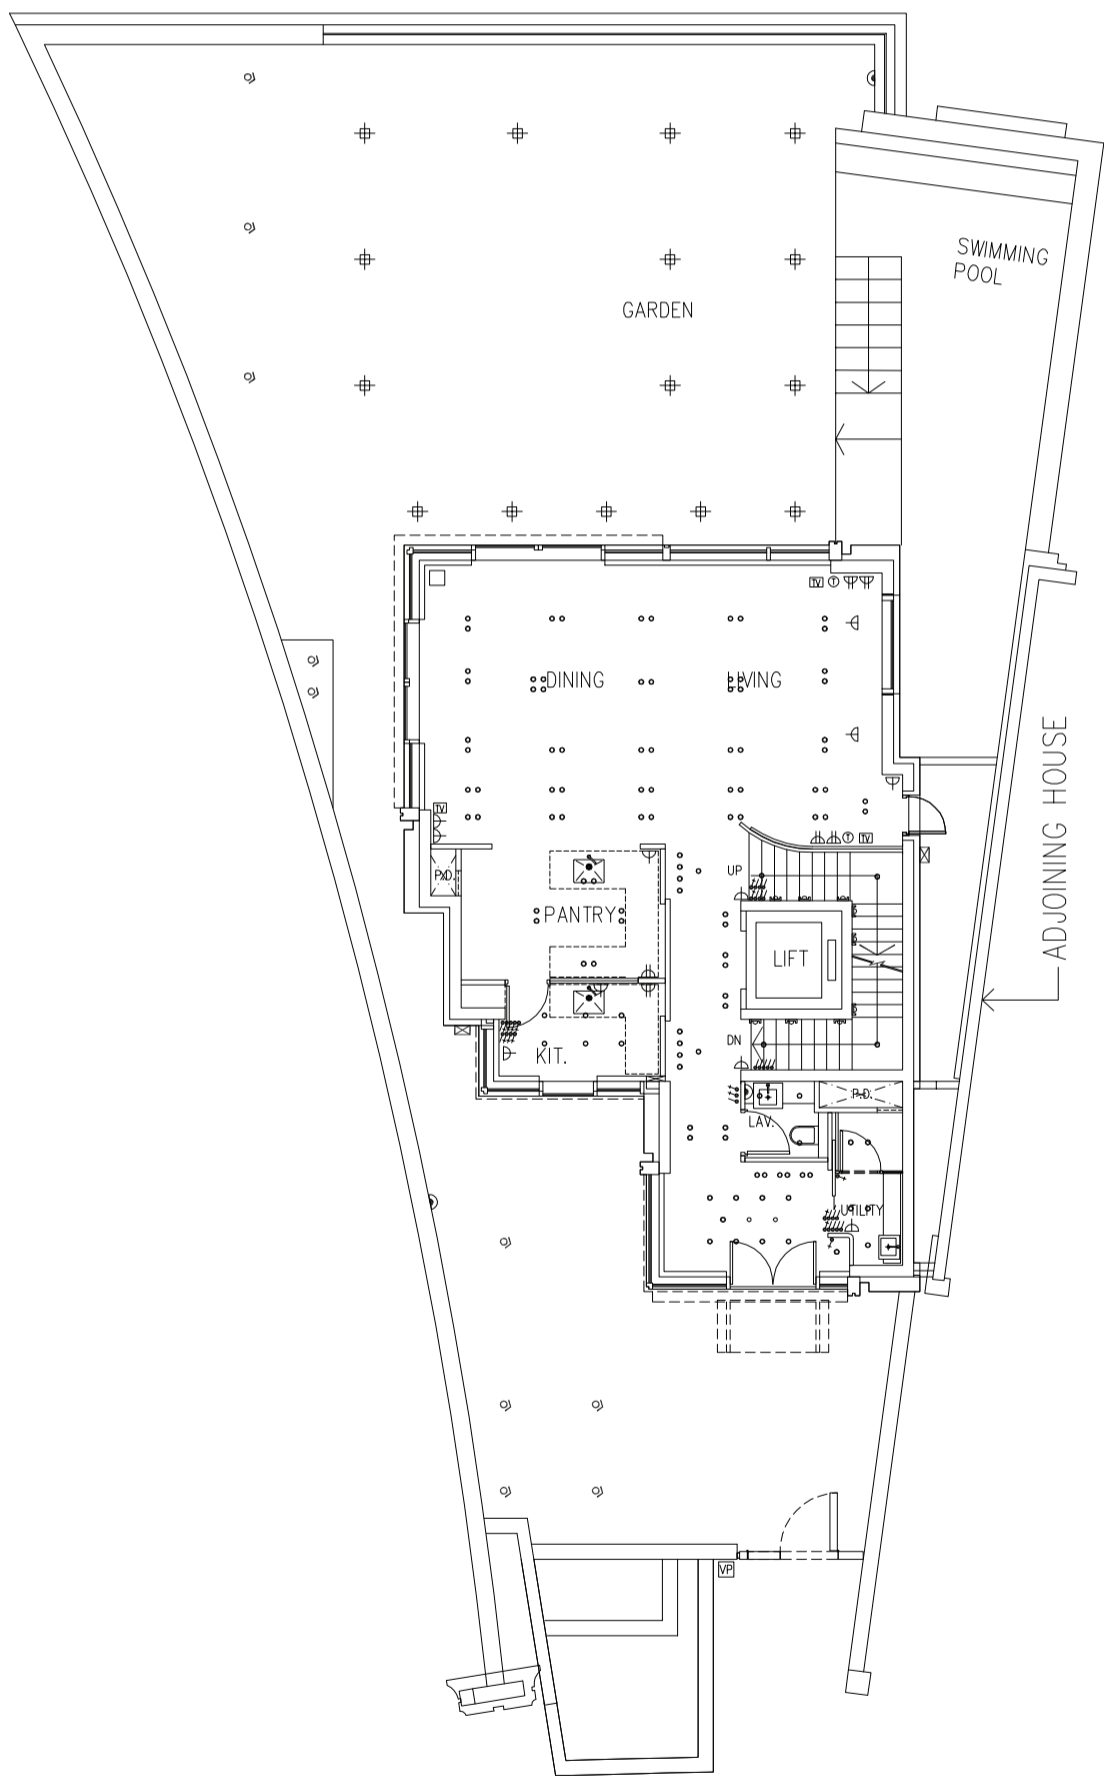 SWIMMING
POOL
GARDEN
TV
T
DINING
LIVING
ADJOINING HOUSE
TV
T
TV
UP
P.D.
PANTRY
LIFT
DN
KIT.
P.D.
LAV.
UTILITY
VP